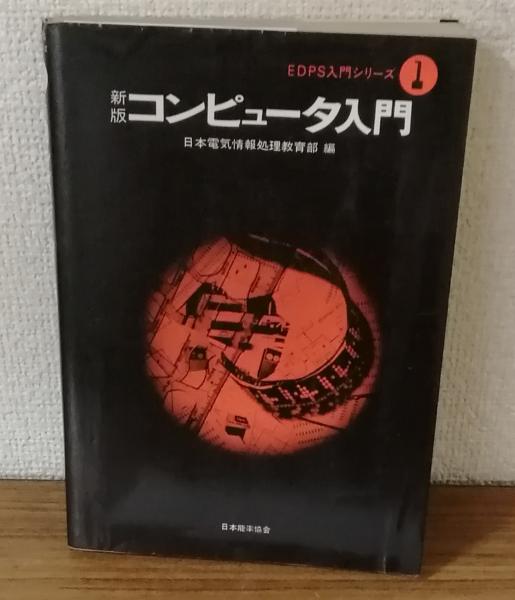 EDPS入門シリーズ 1
新版 コンピュータ入門
日本電気情報処理教育部 編
日本能率協会